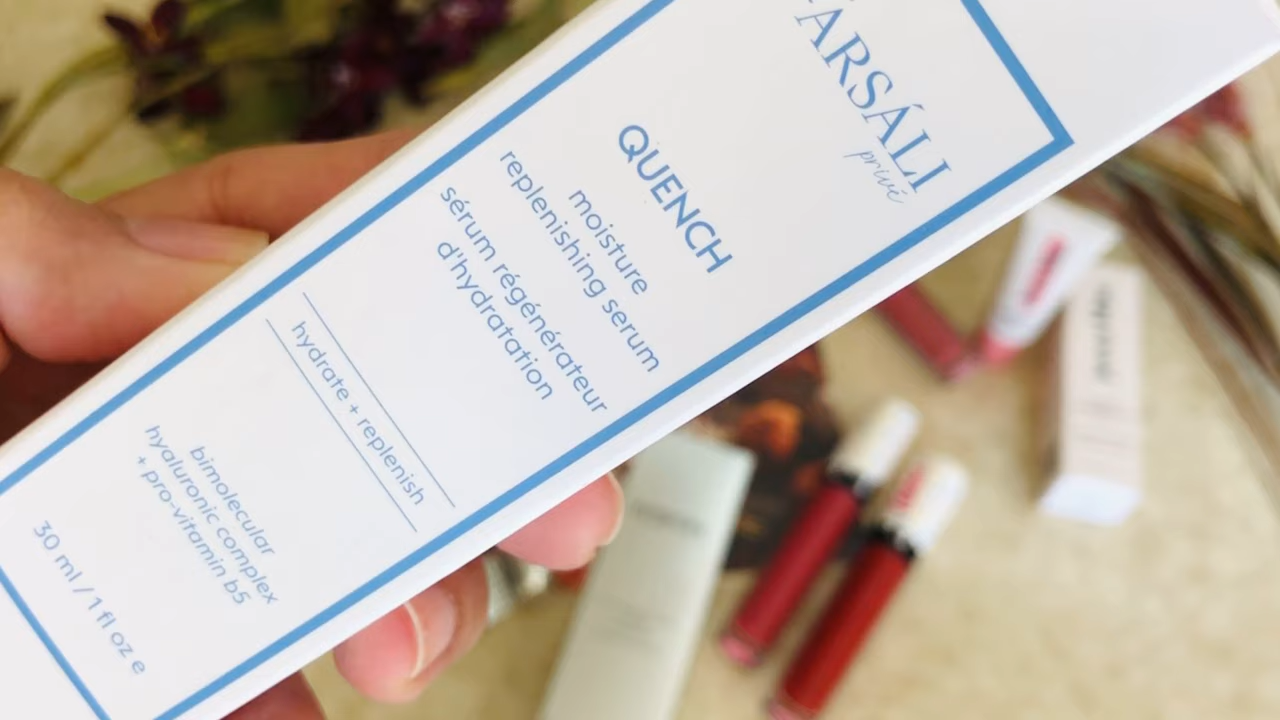 FARSÁLI
privé
QUENCH
moisture
replenishing serum
sérum régénérateur
d'hydratation
hydrate + replenish
bimolecular
hyaluronic complex
+ pro-vitamin b5
30 ml / 1 fl oz e